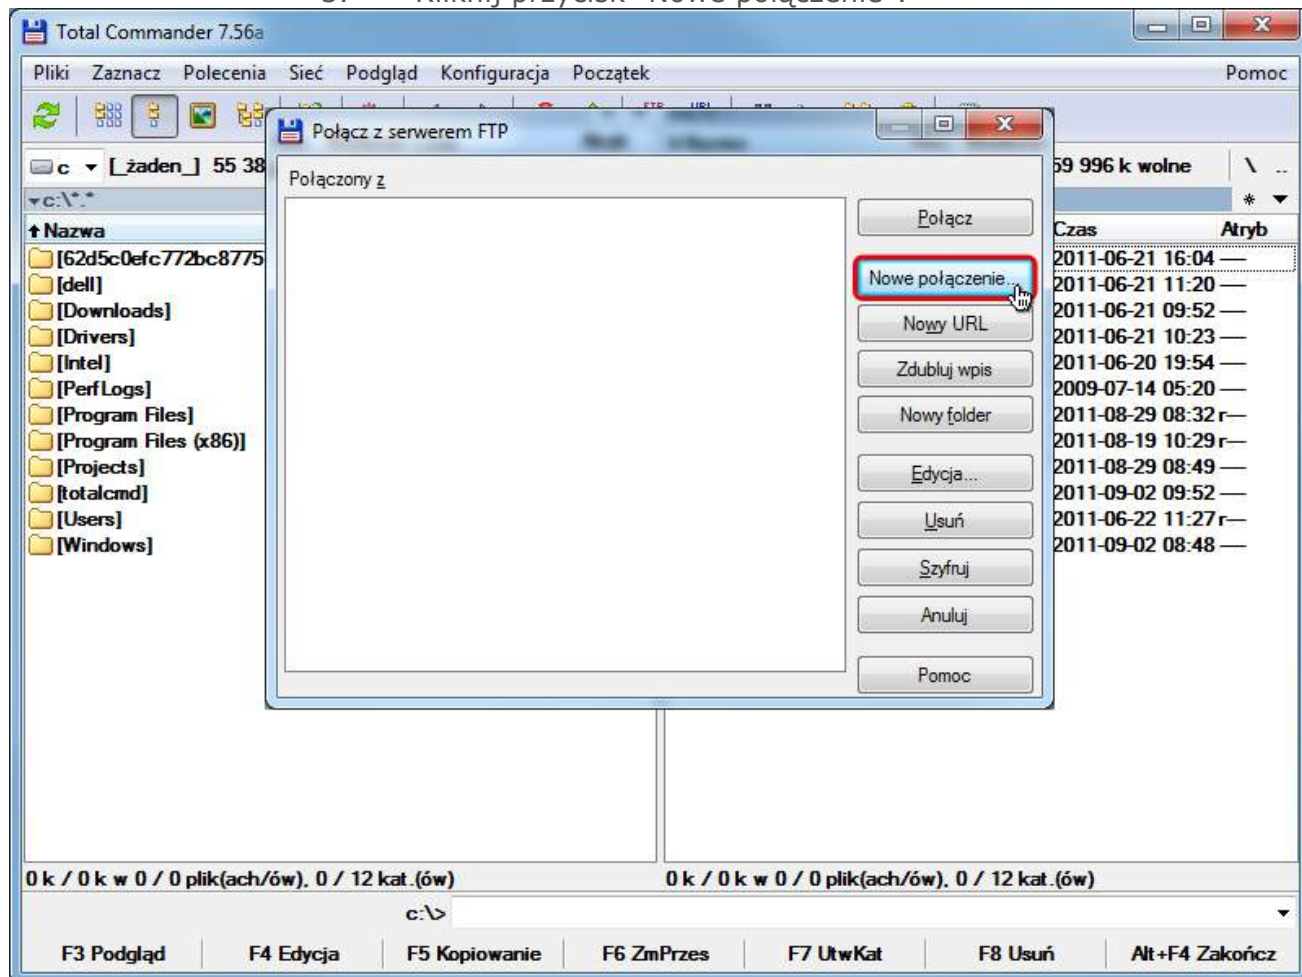 Kliknij przycisk "Nowe połączenie".
Total Commander 7.56a
Pliki Zaznacz Polecenia Sieć Podgląd Konfiguracja Początek Pomoc
Połącz z serwerem FTP
c [_żaden_] 55 38
59 996 k wolne \ ..
Połączony z
c:\*.*
* 
Połącz
Nazwa
Czas Atryb
[62d5c0efc772bc8775
2011-06-21 16:04 —
Nowe połączenie...
[dell]
2011-06-21 11:20 —
[Downloads]
2011-06-21 09:52 —
Nowy URL
[Drivers]
2011-06-21 10:23 —
[Intel]
2011-06-20 19:54 —
Zdubluj wpis
[PerfLogs]
2009-07-14 05:20 —
[Program Files]
2011-08-29 08:32 r—
Nowy folder
[Program Files (x86)]
2011-08-19 10:29 r—
[Projects]
2011-08-29 08:49 —
Edycja...
[totalcmd]
2011-09-02 09:52 —
[Users]
2011-06-22 11:27 r—
Usuń
[Windows]
2011-09-02 08:48 —
Szyfruj
Anuluj
Pomoc
0 k / 0 k w 0 / 0 plik(ach/ów), 0 / 12 kat.(ów)
0 k / 0 k w 0 / 0 plik(ach/ów), 0 / 12 kat.(ów)
c:\>
F3 Podgląd F4 Edycja F5 Kopiowanie F6 ZmPrzes F7 UtwKat F8 Usuń Alt+F4 Zakończ